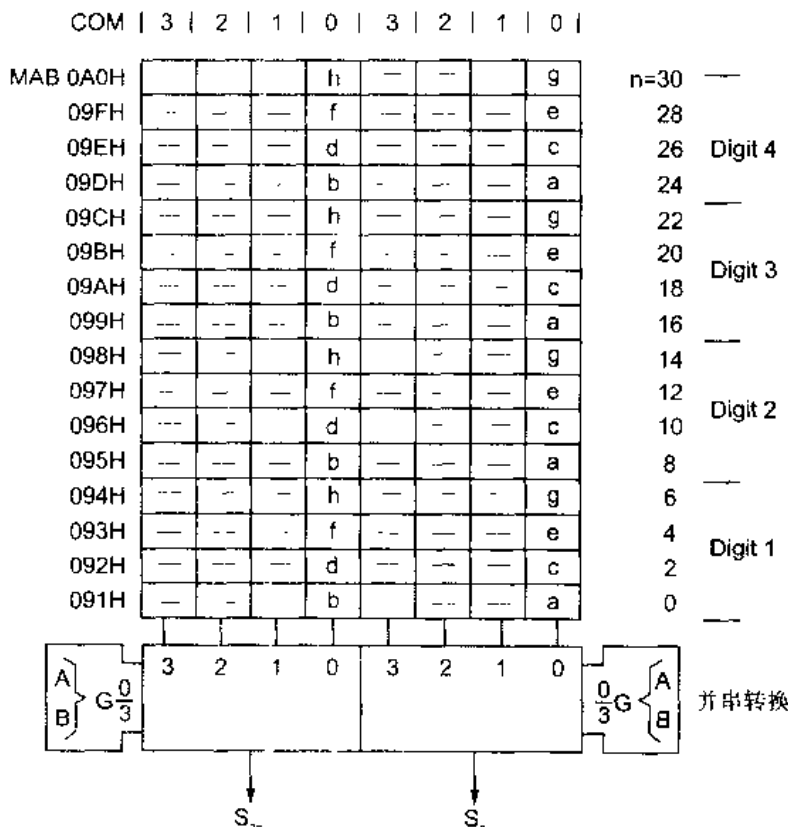 COM | 3 | 2 | 1 | 0 | 3 | 2 | 1 | 0 |
MAB 0A0H h — — g n=30
09FH — — — f — — — e 28
09EH — — — d — — — c 26 Digit 4
09DH — — — b — — — a 24
09CH — — — h — — — g 22
09BH — — — f — — — e 20
09AH — — — d — — — c 18 Digit 3
099H — — — b — — — a 16
098H — — h — — g 14
097H — — — f — — — e 12
096H — — d — — c 10 Digit 2
095H — — — b — — — a 8
094H — — — h — — — g 6
093H — — — f — — — e 4
092H — — — d — — — c 2 Digit 1
091H — — b — — a 0
3 2 1 0 3 2 1 0
A B } G 0/3 0/3 G { A B 并串转换